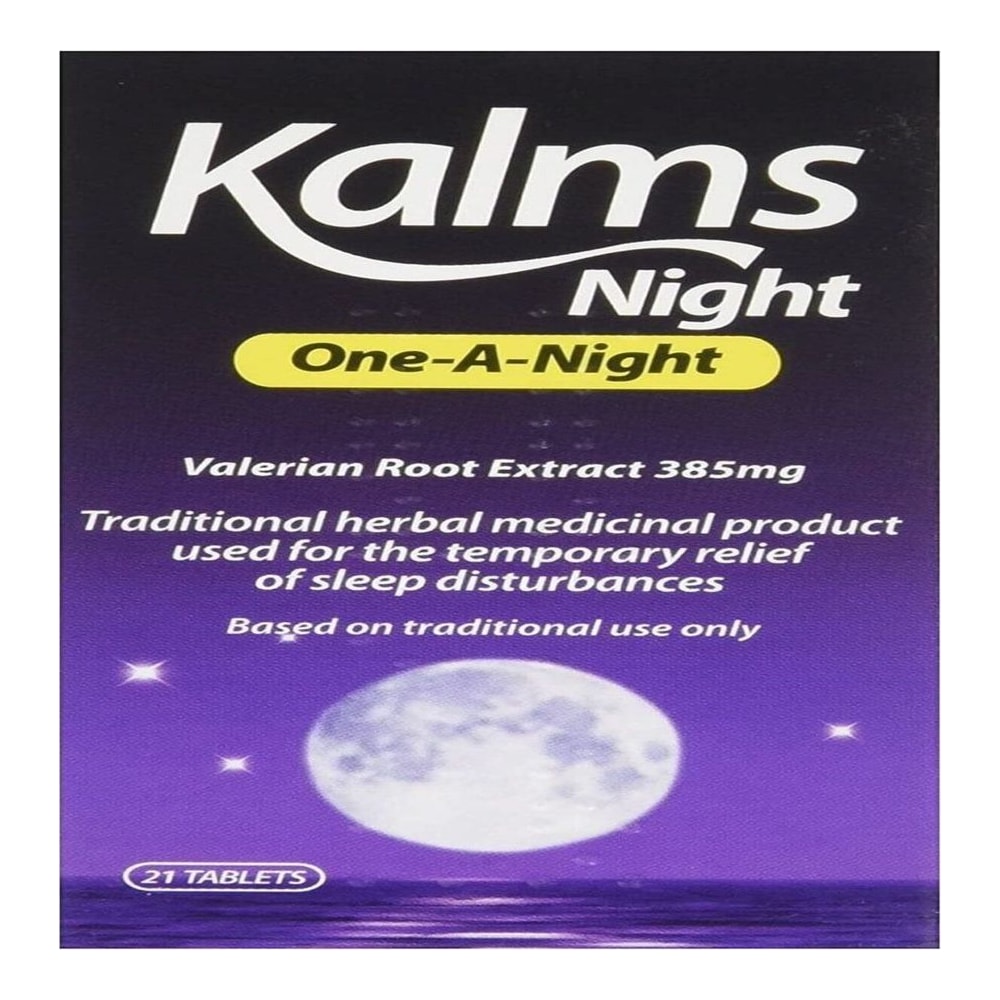 Kalms
Night
One-A-Night
Valerian Root Extract 385mg
Traditional herbal medicinal product
used for the temporary relief
of sleep disturbances
Based on traditional use only
21 TABLETS